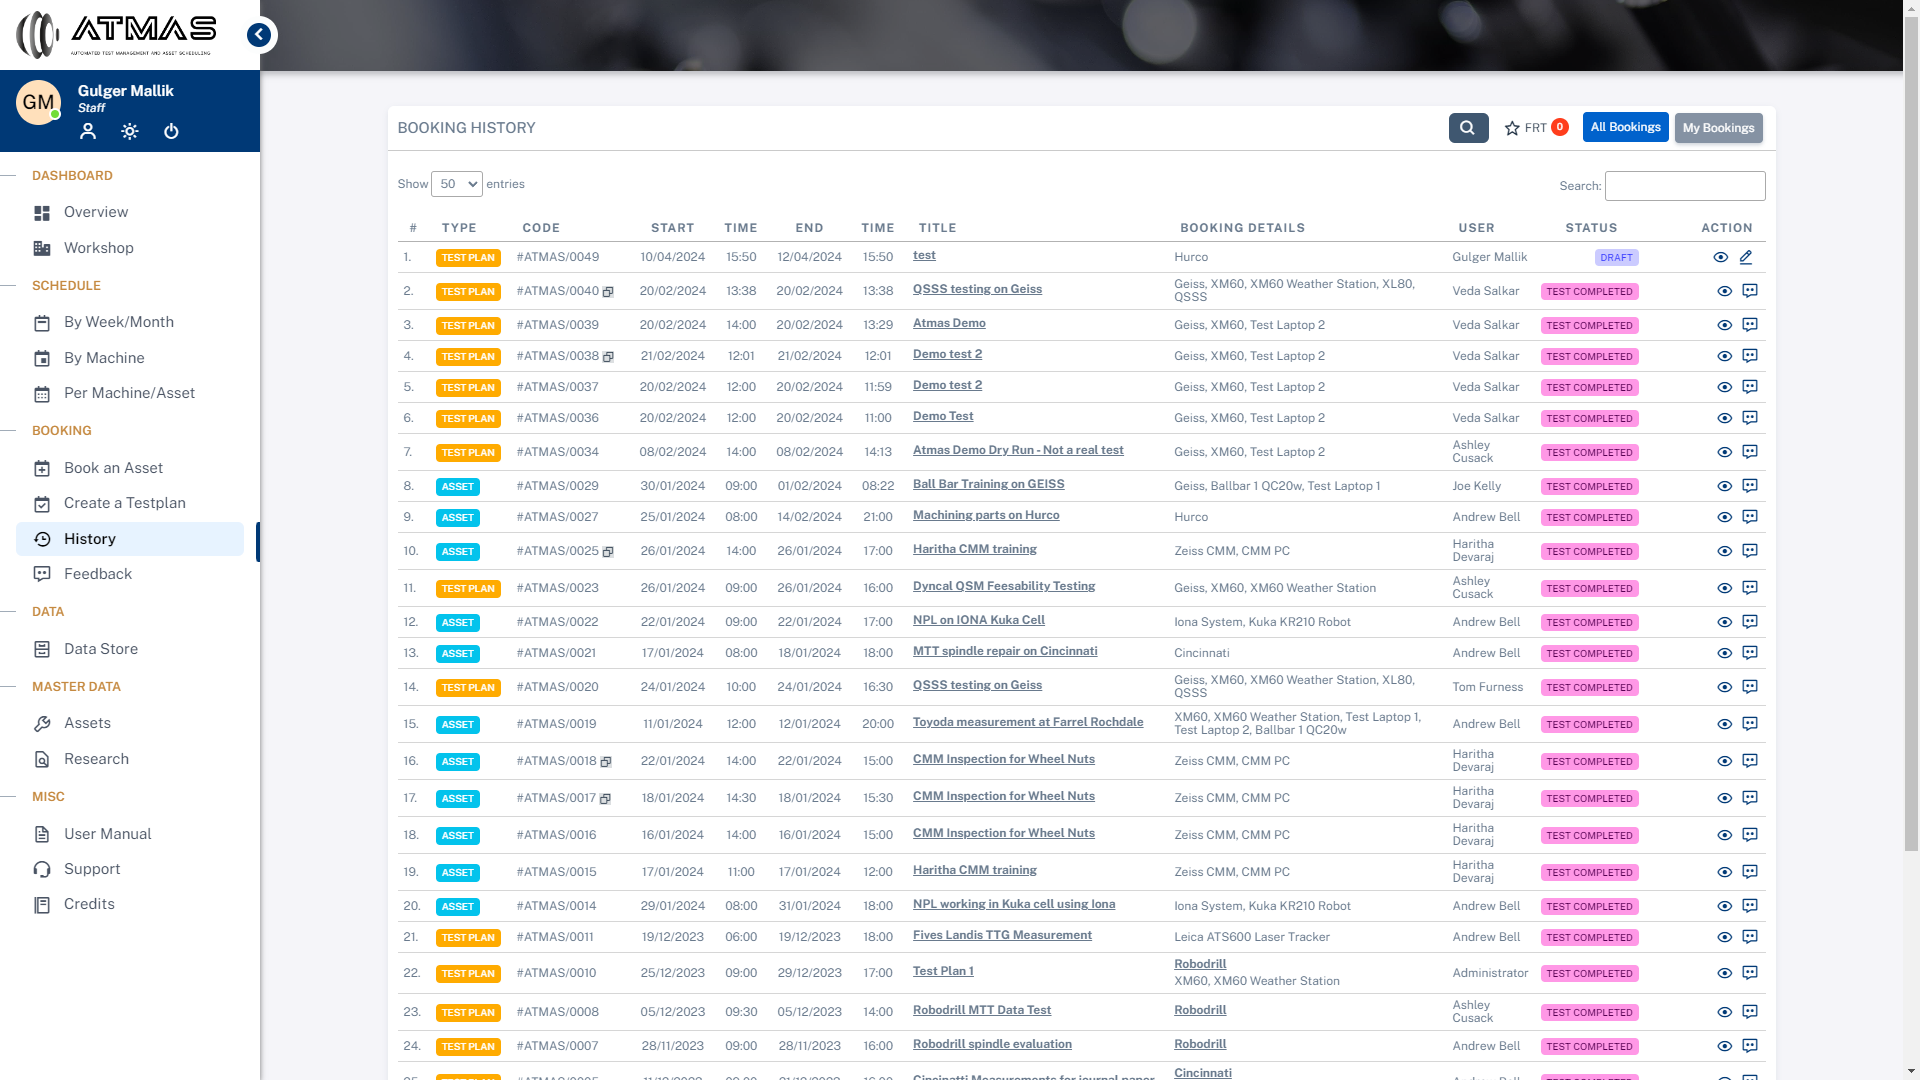 ATMAS
AUTOMATED TEST MANAGEMENT AND ASSET SCHEDULING
GM
Gulger Mallik
Staff
DASHBOARD
Overview
Workshop
SCHEDULE
By Week/Month
By Machine
Per Machine/Asset
BOOKING
Book an Asset
Create a Testplan
History
Feedback
DATA
Data Store
MASTER DATA
Assets
Research
MISC
User Manual
Support
Credits
BOOKING HISTORY
FRT 0 All Bookings My Bookings
Show 50 entries Search:
# TYPE CODE START TIME END TIME TITLE BOOKING DETAILS USER STATUS ACTION
1. TEST PLAN #ATMAS/0049 10/04/2024 15:50 12/04/2024 15:50 test Hurco Gulger Mallik DRAFT
2. TEST PLAN #ATMAS/0040 20/02/2024 13:38 20/02/2024 13:38 QSSS testing on Geiss Geiss, XM60, XM60 Weather Station, XL80, QSSS Veda Salkar TEST COMPLETED
3. TEST PLAN #ATMAS/0039 20/02/2024 14:00 20/02/2024 13:29 Atmas Demo Geiss, XM60, Test Laptop 2 Veda Salkar TEST COMPLETED
4. TEST PLAN #ATMAS/0038 21/02/2024 12:01 21/02/2024 12:01 Demo test 2 Geiss, XM60, Test Laptop 2 Veda Salkar TEST COMPLETED
5. TEST PLAN #ATMAS/0037 20/02/2024 12:00 20/02/2024 11:59 Demo test 2 Geiss, XM60, Test Laptop 2 Veda Salkar TEST COMPLETED
6. TEST PLAN #ATMAS/0036 20/02/2024 12:00 20/02/2024 11:00 Demo Test Geiss, XM60, Test Laptop 2 Veda Salkar TEST COMPLETED
7. TEST PLAN #ATMAS/0034 08/02/2024 14:00 08/02/2024 14:13 Atmas Demo Dry Run - Not a real test Geiss, XM60, Test Laptop 2 Ashley Cusack TEST COMPLETED
8. ASSET #ATMAS/0029 30/01/2024 09:00 01/02/2024 08:22 Ball Bar Training on GEISS Geiss, Ballbar 1 QC20w, Test Laptop 1 Joe Kelly TEST COMPLETED
9. ASSET #ATMAS/0027 25/01/2024 08:00 14/02/2024 21:00 Machining parts on Hurco Hurco Andrew Bell TEST COMPLETED
10. ASSET #ATMAS/0025 26/01/2024 14:00 26/01/2024 17:00 Haritha CMM training Zeiss CMM, CMM PC Haritha Devaraj TEST COMPLETED
11. TEST PLAN #ATMAS/0023 26/01/2024 09:00 26/01/2024 16:00 Dyncal QSM Feesability Testing Geiss, XM60, XM60 Weather Station Ashley Cusack TEST COMPLETED
12. ASSET #ATMAS/0022 22/01/2024 09:00 22/01/2024 17:00 NPL on IONA Kuka Cell Iona System, Kuka KR210 Robot Andrew Bell TEST COMPLETED
13. ASSET #ATMAS/0021 17/01/2024 08:00 18/01/2024 18:00 MTT spindle repair on Cincinnati Cincinnati Andrew Bell TEST COMPLETED
14. TEST PLAN #ATMAS/0020 24/01/2024 10:00 24/01/2024 16:30 QSSS testing on Geiss Geiss, XM60, XM60 Weather Station, XL80, QSSS Tom Furness TEST COMPLETED
15. ASSET #ATMAS/0019 11/01/2024 12:00 12/01/2024 20:00 Toyoda measurement at Farrel Rochdale XM60, XM60 Weather Station, Test Laptop 1, Test Laptop 2, Ballbar 1 QC20w Andrew Bell TEST COMPLETED
16. ASSET #ATMAS/0018 22/01/2024 14:00 22/01/2024 15:00 CMM Inspection for Wheel Nuts Zeiss CMM, CMM PC Haritha Devaraj TEST COMPLETED
17. ASSET #ATMAS/0017 18/01/2024 14:30 18/01/2024 15:30 CMM Inspection for Wheel Nuts Zeiss CMM, CMM PC Haritha Devaraj TEST COMPLETED
18. ASSET #ATMAS/0016 16/01/2024 14:00 16/01/2024 15:00 CMM Inspection for Wheel Nuts Zeiss CMM, CMM PC Haritha Devaraj TEST COMPLETED
19. ASSET #ATMAS/0015 17/01/2024 11:00 17/01/2024 12:00 Haritha CMM training Zeiss CMM, CMM PC Haritha Devaraj TEST COMPLETED
20. ASSET #ATMAS/0014 29/01/2024 08:00 31/01/2024 18:00 NPL working in Kuka cell using Iona Iona System, Kuka KR210 Robot Andrew Bell TEST COMPLETED
21. TEST PLAN #ATMAS/0011 19/12/2023 06:00 19/12/2023 18:00 Fives Landis TTG Measurement Leica ATS600 Laser Tracker Andrew Bell TEST COMPLETED
22. TEST PLAN #ATMAS/0010 25/12/2023 09:00 29/12/2023 17:00 Test Plan 1 Robodrill XM60, XM60 Weather Station Administrator TEST COMPLETED
23. TEST PLAN #ATMAS/0008 05/12/2023 09:30 05/12/2023 14:00 Robodrill MTT Data Test Robodrill Ashley Cusack TEST COMPLETED
24. TEST PLAN #ATMAS/0007 28/11/2023 09:00 28/11/2023 16:00 Robodrill spindle evaluation Robodrill Andrew Bell TEST COMPLETED
Cincinatti Measurements for journal paper Cincinnati